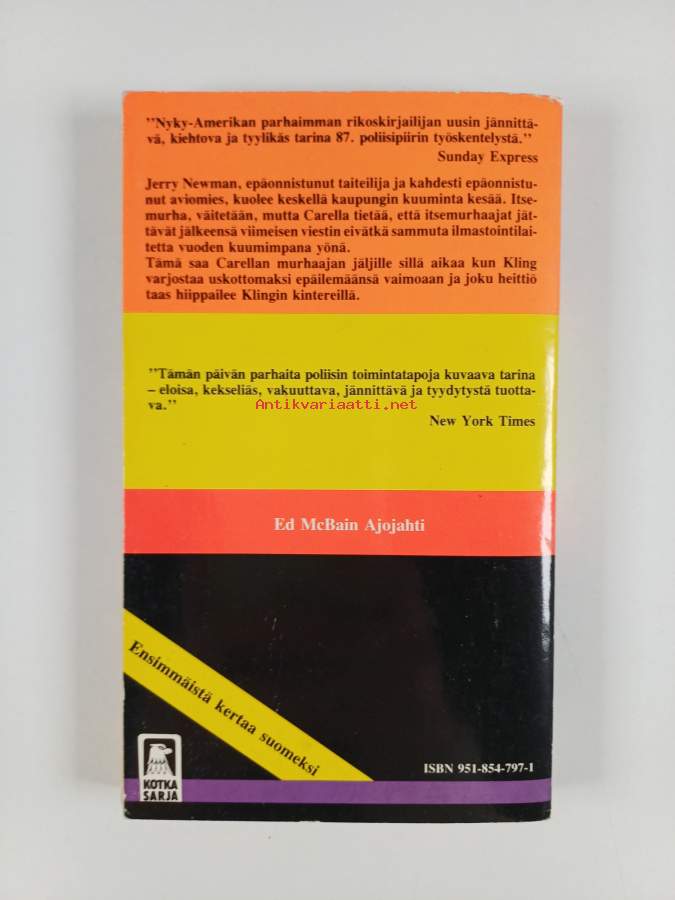 "Nyky-Amerikan parhaimman rikoskirjailijan uusin jännittä-
vä, kiehtova ja tyylikäs tarina 87. poliisipiirin työskentelystä."
Sunday Express
Jerry Newman, epäonnistunut taiteilija ja kahdesti epäonnistu-
nut aviomies, kuolee keskellä kaupungin kuuminta kesää. Itse-
murha, väitetään, mutta Carella tietää, että itsemurhaajat jät-
tävät jälkeensä viimeisen viestin eivätkä sammuta ilmastointilai-
tetta vuoden kuumimpana yönä.
Tämä saa Carellan murhaajan jäljille sillä aikaa kun Kling
varjostaa uskottomaksi epäilemäänsä vaimoaan ja joku heittiö
taas hiippailee Klingin kintereillä.
"Tämän päivän parhaita poliisin toimintatapoja kuvaava tarina
– eloisa, kekseliäs, vakuuttava, jännittävä ja tyydytystä tuotta-
va."
Antikvariaatti.net
New York Times
Ed McBain Ajojahti
Ensimmäistä kertaa suomeksi
ISBN 951-854-797-1
KOTKA
SARJA